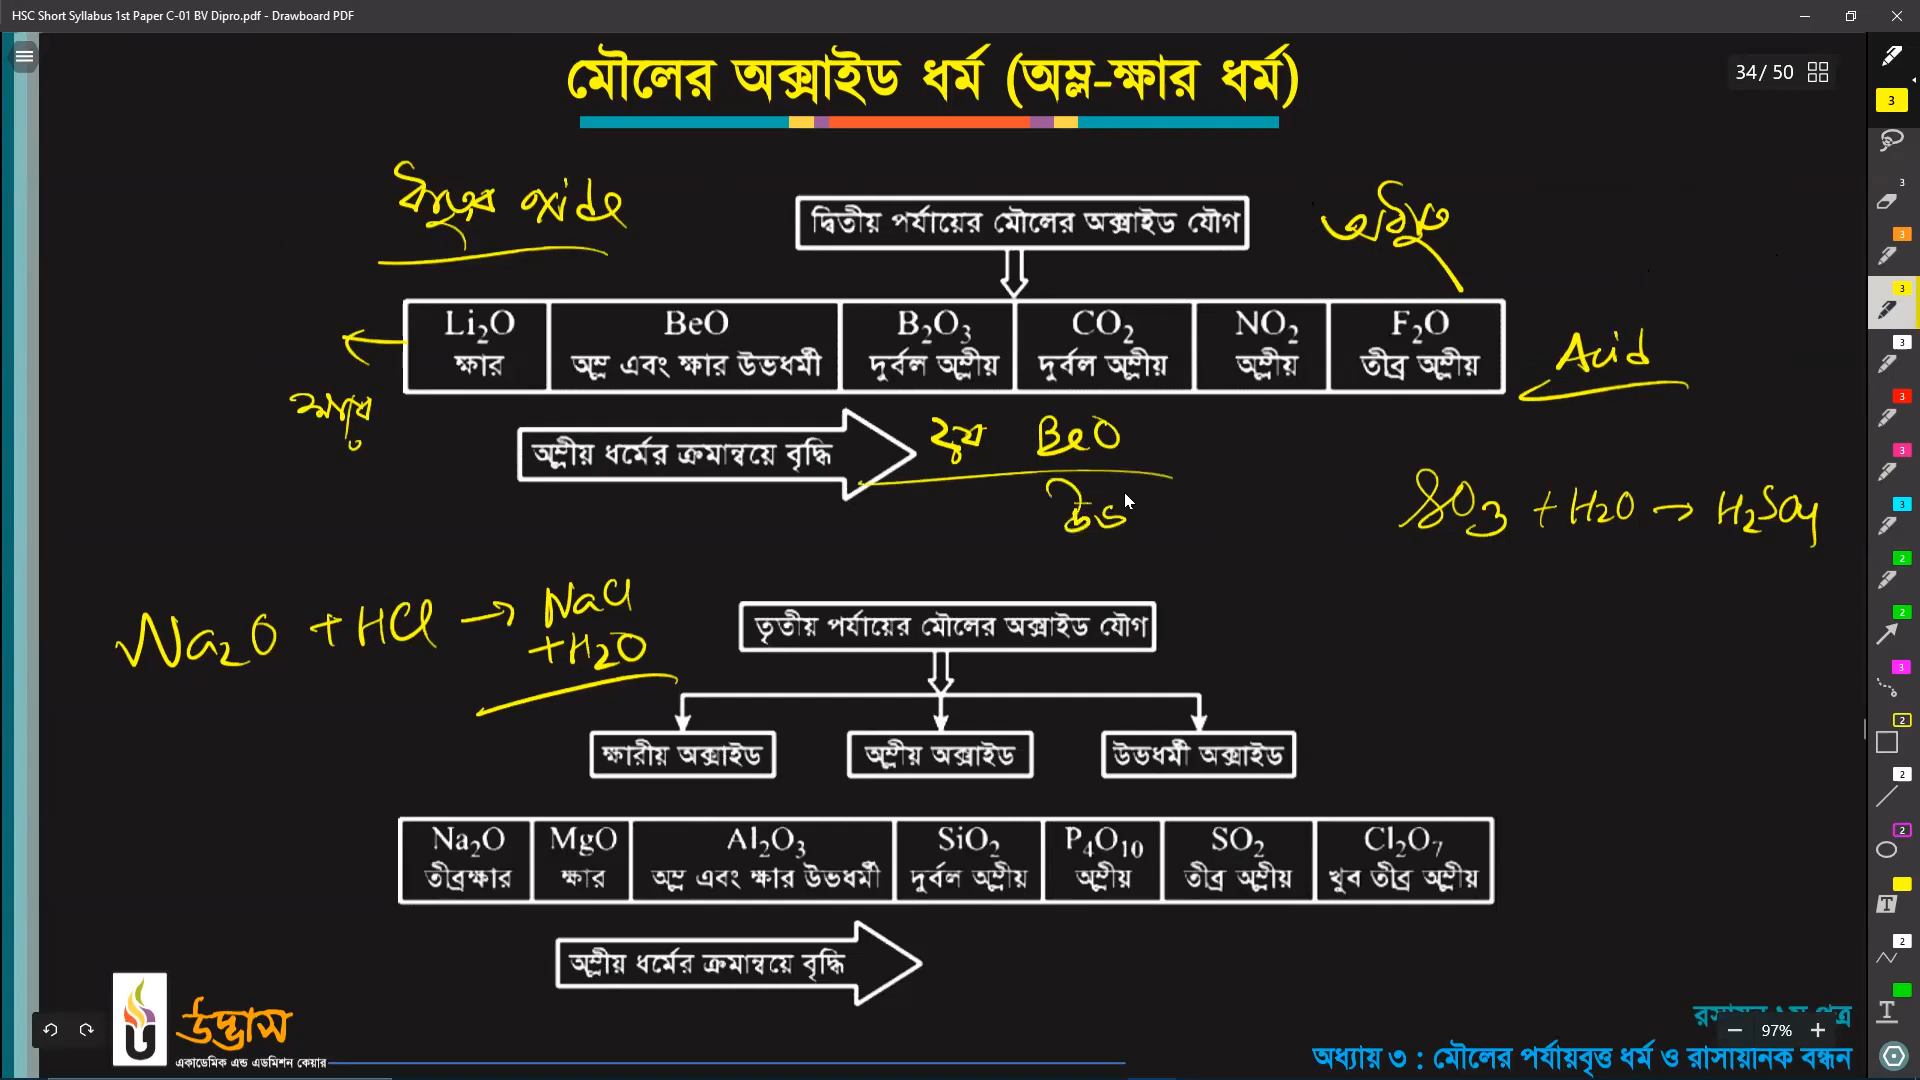 HSC Short Syllabus 1st Paper C-01 BV Dipro.pdf - Drawboard PDF
মৌলের অক্সাইড ধর্ম (অম্ল-ক্ষার ধর্ম)
34/ 50
3
oxide
দ্বিতীয় পর্যায়ের মৌলের অক্সাইড যৌগ
Li₂O BeO B₂O₃ CO₂ NO₂ F₂O
ক্ষার অম্ল এবং ক্ষার উভধর্মী দুর্বল অম্লীয় দুর্বল অম্লীয় অম্লীয় তীব্র অম্লীয়
Acid
অম্লীয় ধর্মের ক্রমান্বয়ে বৃদ্ধি
BeO
উভ
SO₃ + H₂O → H₂SO₄
Na₂O + HCl → NaCl
+ H₂O
তৃতীয় পর্যায়ের মৌলের অক্সাইড যৌগ
ক্ষারীয় অক্সাইড অম্লীয় অক্সাইড উভধর্মী অক্সাইড
Na₂O MgO Al₂O₃ SiO₂ P₄O₁₀ SO₂ Cl₂O₇
তীব্রক্ষার ক্ষার অম্ল এবং ক্ষার উভধর্মী দুর্বল অম্লীয় অম্লীয় তীব্র অম্লীয় খুব তীব্র অম্লীয়
অম্লীয় ধর্মের ক্রমান্বয়ে বৃদ্ধি
উদ্ভাস
একাডেমিক এন্ড এডমিশন কেয়ার
97%
অধ্যায় ৩ : মৌলের পর্যায়বৃত্ত ধর্ম ও রাসায়নিক বন্ধন